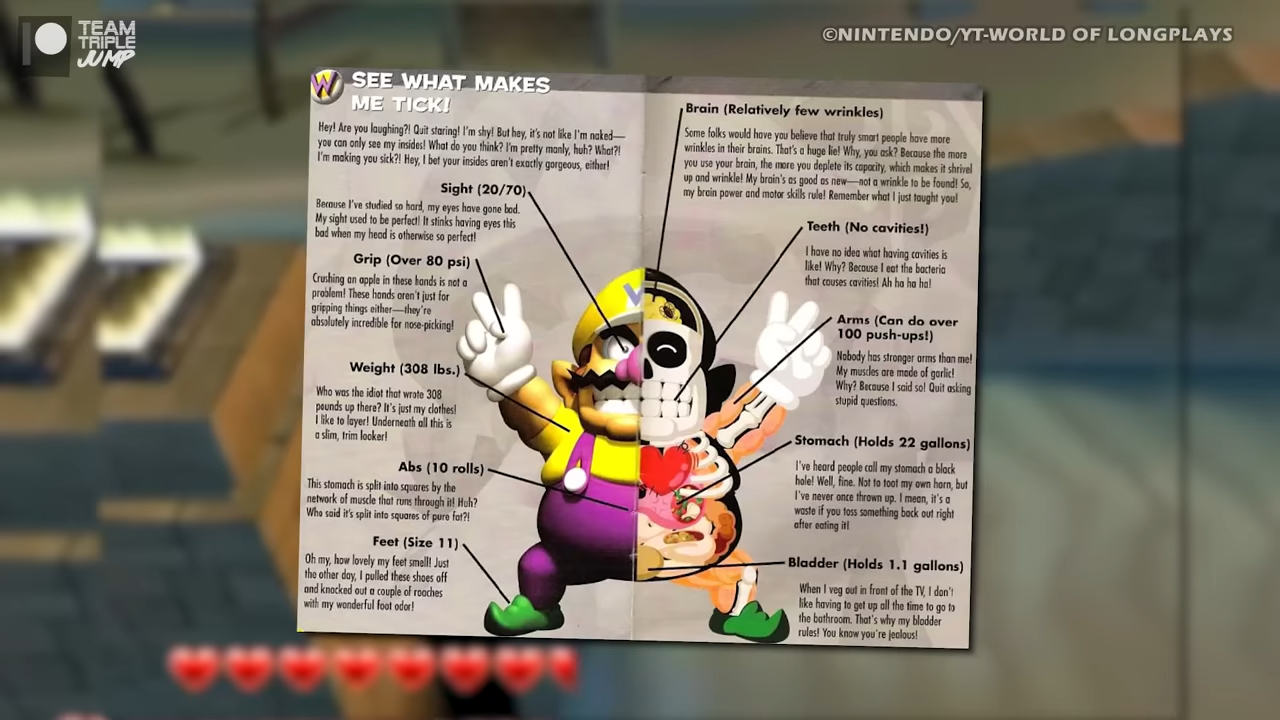 TEAM
TRIPLE
JUMP
©NINTENDO/YT-WORLD OF LONGPLAYS
W
SEE WHAT MAKES
ME TICK!
Hey! Are you laughing?! Quit staring! I'm shy! But hey, it's not like I'm naked—
you can only see my insides! What do you think? I'm pretty manly, huh? What?!
I'm making you sick?! Hey, I bet your insides aren't exactly gorgeous, either!
Sight (20/70)
Because I've studied so hard, my eyes have gone bad.
My sight used to be perfect! It stinks having eyes this
bad when my head is otherwise so perfect!
Grip (Over 80 psi)
Crushing an apple in these hands is not a
problem! These hands aren't just for
gripping things either—they're
absolutely incredible for nose-picking!
Weight (308 lbs.)
Who was the idiot that wrote 308
pounds up there? It's just my clothes!
I like to layer! Underneath all this is
a slim, trim looker!
Abs (10 rolls)
This stomach is split into squares by the
network of muscle that runs through it! Huh?
Who said it's split into squares of pure fat?!
Feet (Size 11)
Oh my, how lovely my feet smell! Just
the other day, I pulled these shoes off
and knocked out a couple of roaches
with my wonderful foot odor!
Brain (Relatively few wrinkles)
Some folks would have you believe that truly smart people have more
wrinkles in their brains. That's a huge lie! Why, you ask? Because the more
you use your brain, the more you deplete its capacity, which makes it shrivel
up and wrinkle! My brain's as good as new—not a wrinkle to be found! So,
my brain power and motor skills rule! Remember what I just taught you!
Teeth (No cavities!)
I have no idea what having cavities is
like! Why? Because I eat the bacteria
that causes cavities! Ah ha ha ha!
Arms (Can do over
100 push-ups!)
Nobody has stronger arms than me!
My muscles are made of garlic!
Why? Because I said so! Quit asking
stupid questions.
Stomach (Holds 22 gallons)
I've heard people call my stomach a black
hole! Well, fine. Not to toot my own horn, but
I've never once thrown up. I mean, it's a
waste if you toss something back out right
after eating it!
Bladder (Holds 1.1 gallons)
When I veg out in front of the TV, I don't
like having to get up all the time to go to
the bathroom. That's why my bladder
rules! You know you're jealous!